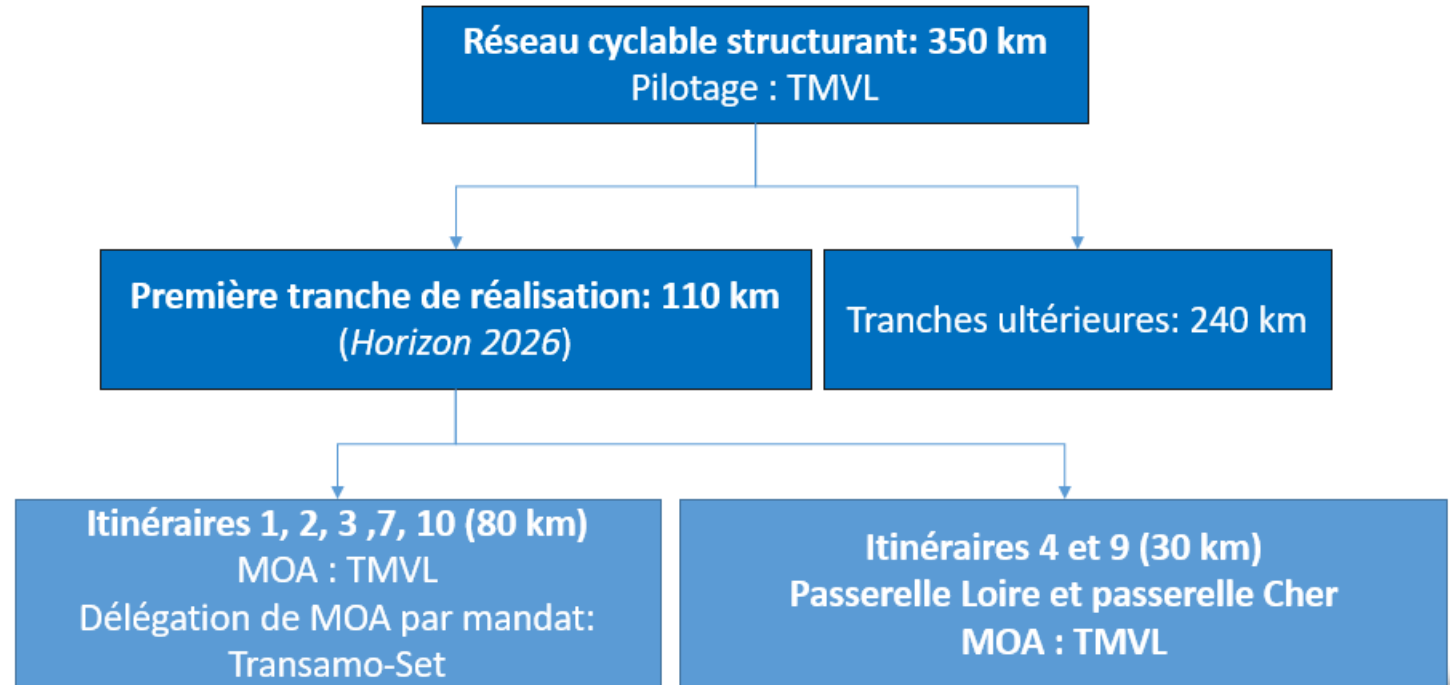 Réseau cyclable structurant: 350 km
Pilotage : TMVL
Première tranche de réalisation: 110 km
(Horizon 2026)
Tranches ultérieures: 240 km
Itinéraires 1, 2, 3 ,7, 10 (80 km)
MOA : TMVL
Délégation de MOA par mandat:
Transamo-Set
Itinéraires 4 et 9 (30 km)
Passerelle Loire et passerelle Cher
MOA : TMVL